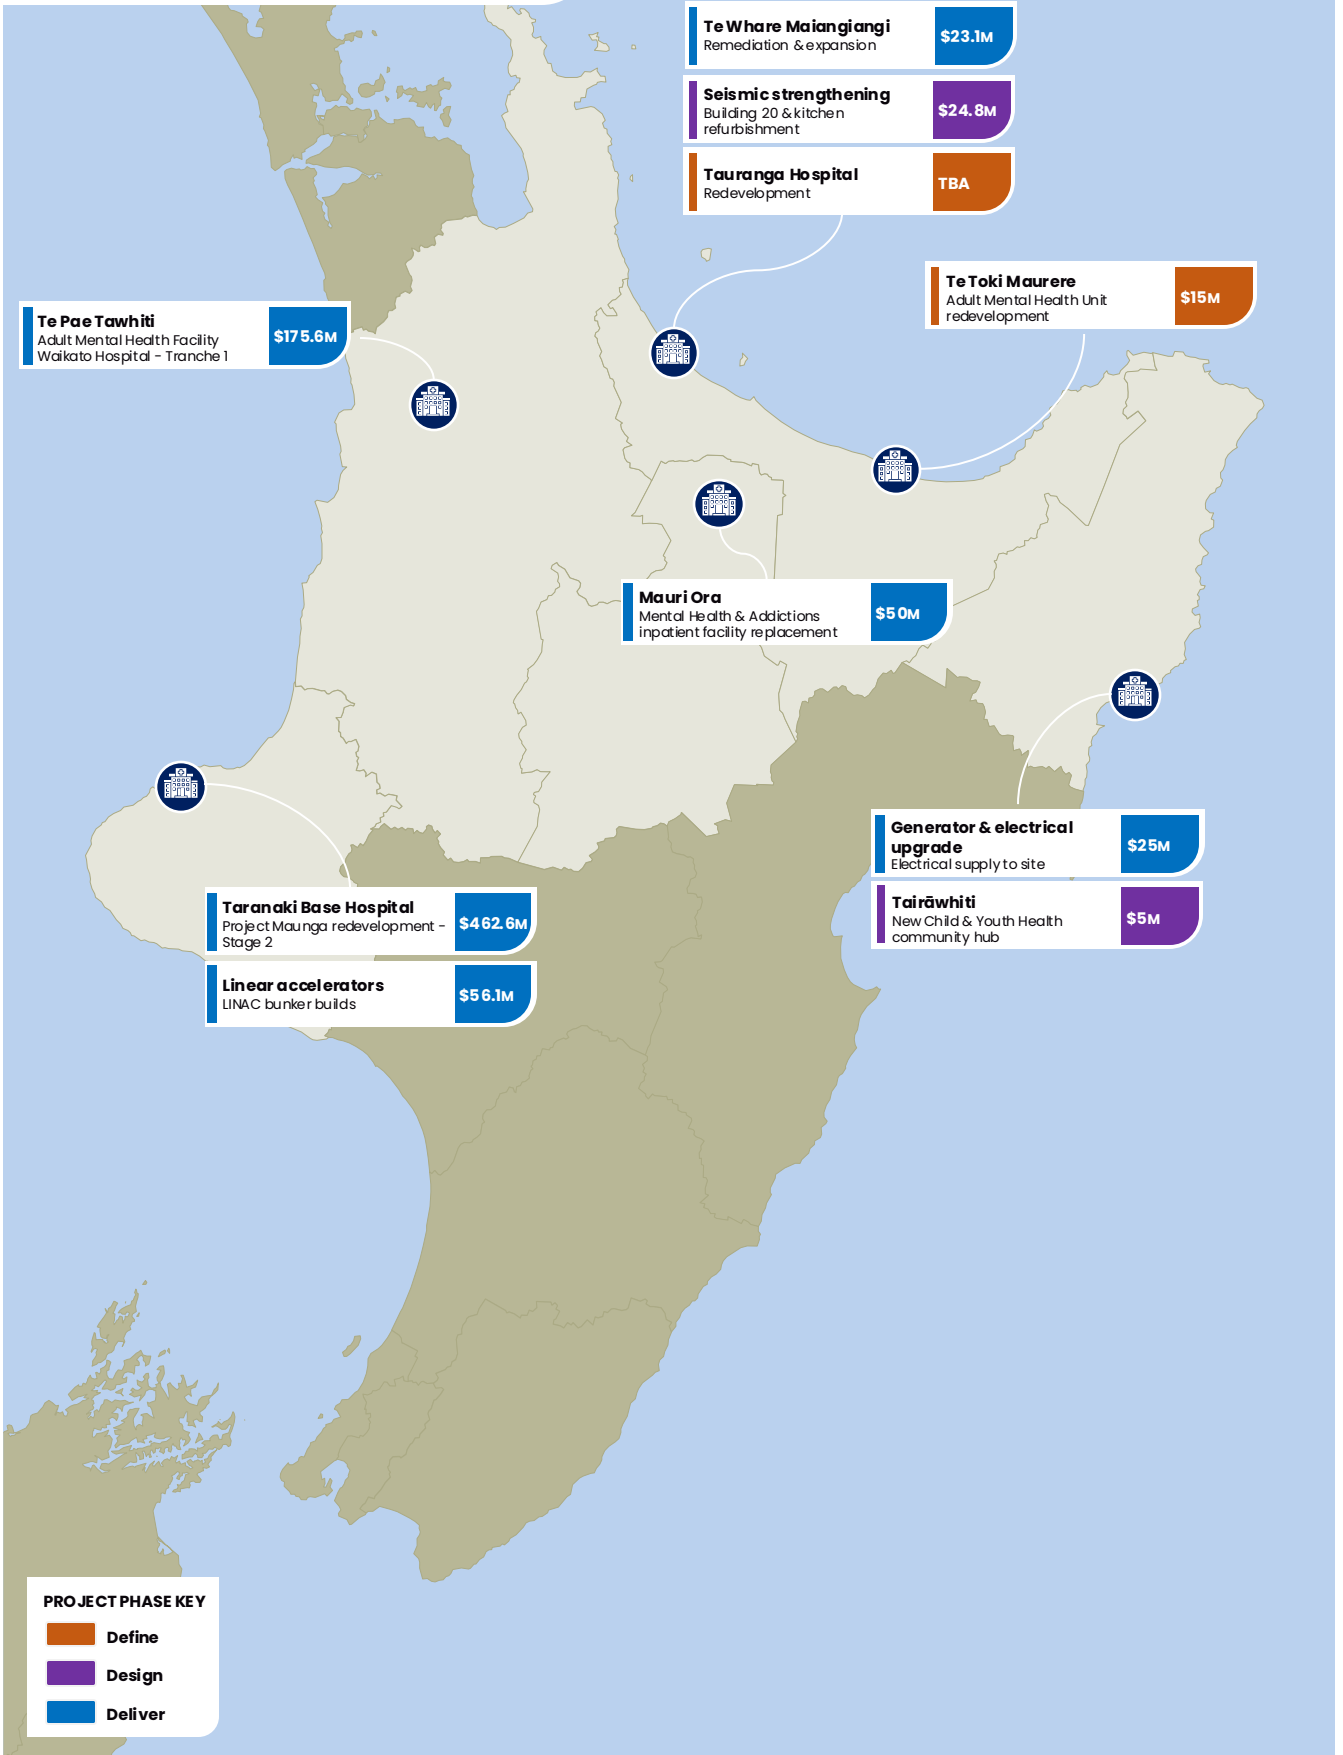 Te Whare Maiangiangi
Remediation & expansion
$23.1M
Seismic strengthening
Building 20 & kitchen
refurbishment
$24.8M
Tauranga Hospital
Redevelopment
TBA
Te Toki Maurere
Adult Mental Health Unit
redevelopment
$15M
Te Pae Tawhiti
Adult Mental Health Facility
Waikato Hospital - Tranche 1
$175.6M
Mauri Ora
Mental Health & Addictions
inpatient facility replacement
$50M
Generator & electrical
upgrade
Electrical supply to site
$25M
Tairāwhiti
New Child & Youth Health
community hub
$5M
Taranaki Base Hospital
Project Maunga redevelopment -
Stage 2
$462.6M
Linear accelerators
LINAC bunker builds
$56.1M
PROJECT PHASE KEY
Define
Design
Deliver